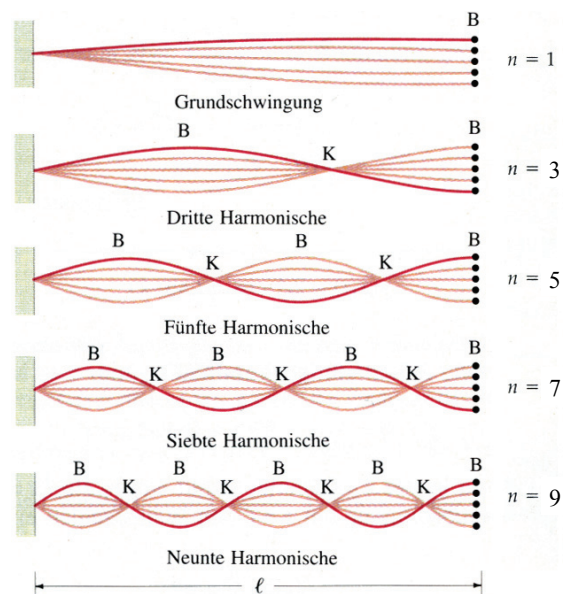 B
n = 1
Grundschwingung
B
B
K
n = 3
Dritte Harmonische
B
B
B
K
K
n = 5
Fünfte Harmonische
B
B
B
B
K
K
K
n = 7
Siebte Harmonische
B
B
B
B
B
K
K
K
K
n = 9
Neunte Harmonische
ℓ